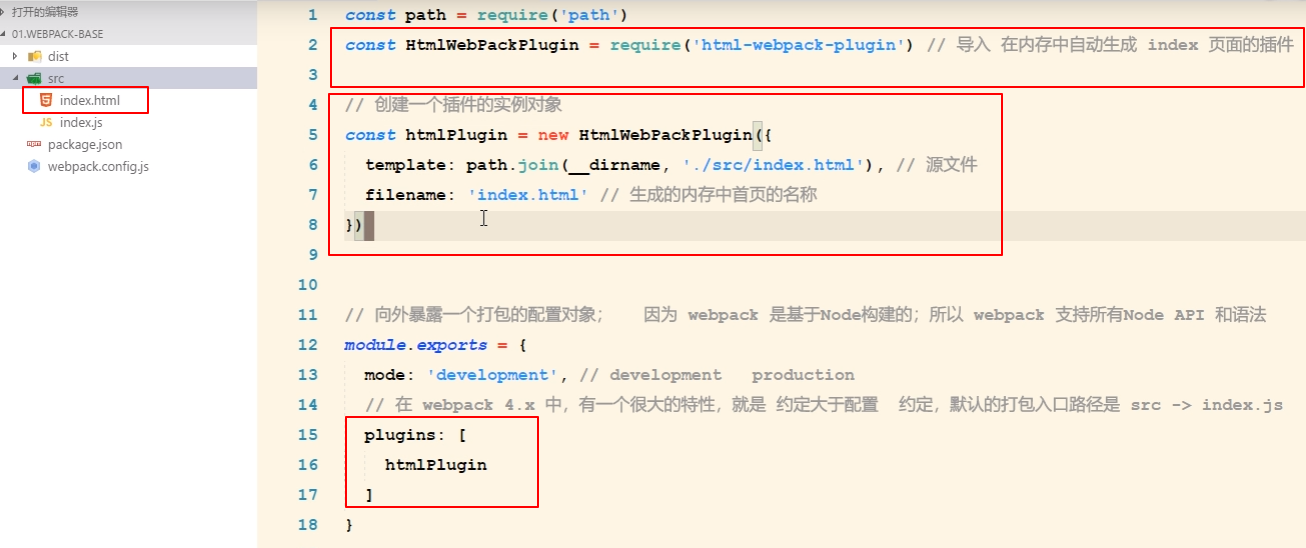 打开的编辑器
01.WEBPACK-BASE
dist
src
index.html
JS index.js
package.json
webpack.config.js
1 const path = require('path')
2 const HtmlWebPackPlugin = require('html-webpack-plugin') // 导入 在内存中自动生成 index 页面的插件
3
4 // 创建一个插件的实例对象
5 const htmlPlugin = new HtmlWebPackPlugin({
6 template: path.join(__dirname, './src/index.html'), // 源文件
7 filename: 'index.html' // 生成的内存中首页的名称
8 })
9
10
11 // 向外暴露一个打包的配置对象； 因为 webpack 是基于Node构建的；所以 webpack 支持所有Node API 和语法
12 module.exports = {
13 mode: 'development', // development production
14 // 在 webpack 4.x 中，有一个很大的特性，就是 约定大于配置 约定，默认的打包入口路径是 src -> index.js
15 plugins: [
16 htmlPlugin
17 ]
18 }